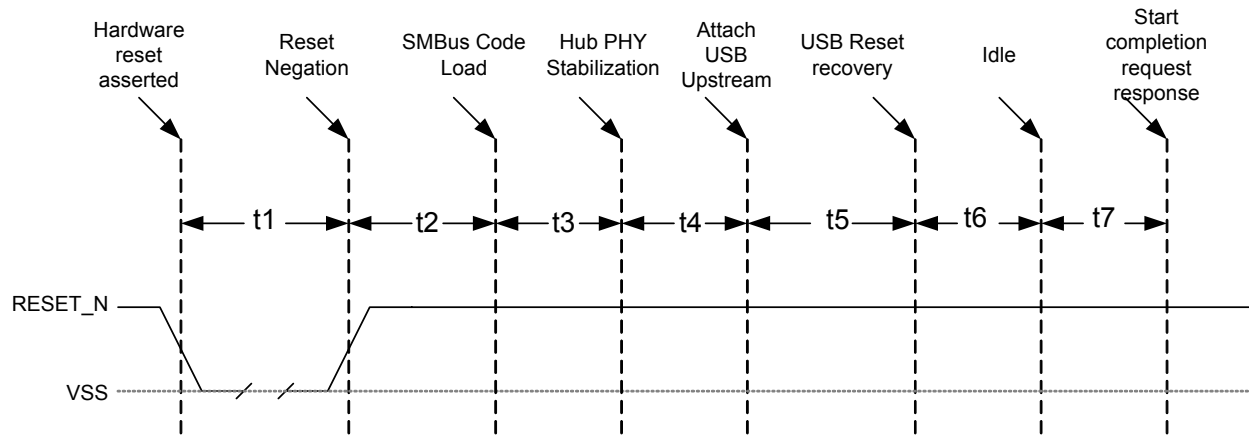 Hardware
reset
asserted
Reset
Negation
SMBus Code
Load
Hub PHY
Stabilization
Attach
USB
Upstream
USB Reset
recovery
Idle
Start
completion
request
response
t1
t2
t3
t4
t5
t6
t7
RESET_N
VSS